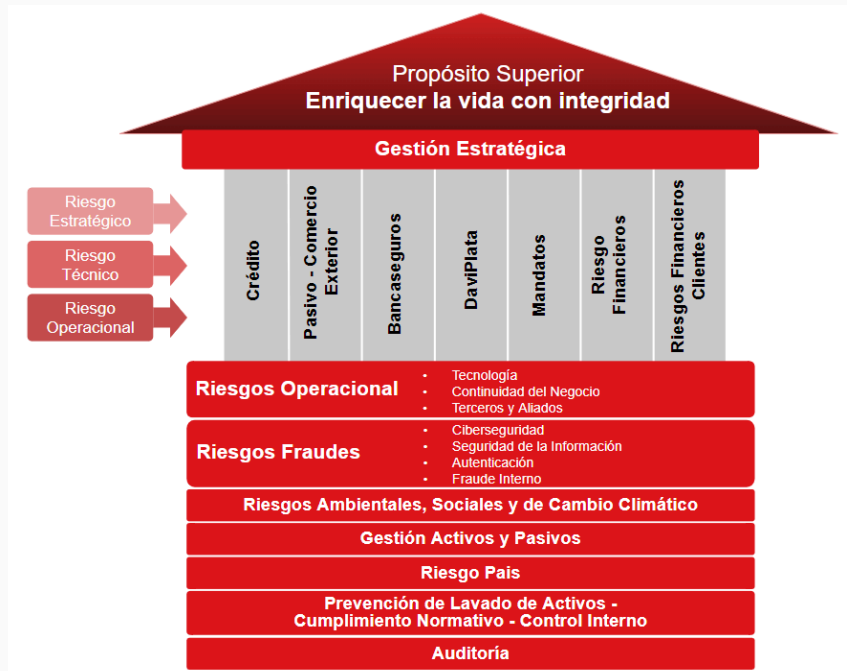 Propósito Superior
Enriquecer la vida con integridad
Gestión Estratégica
Riesgo
Estratégico
Riesgo
Técnico
Riesgo
Operacional
Crédito
Pasivo - Comercio
Exterior
Bancaseguros
DaviPlata
Mandatos
Riesgo
Financieros
Riesgos Financieros
Clientes
Riesgos Operacional
• Tecnología
• Continuidad del Negocio
• Terceros y Aliados
Riesgos Fraudes
• Ciberseguridad
• Seguridad de la Información
• Autenticación
• Fraude Interno
Riesgos Ambientales, Sociales y de Cambio Climático
Gestión Activos y Pasivos
Riesgo Pais
Prevención de Lavado de Activos -
Cumplimiento Normativo - Control Interno
Auditoría